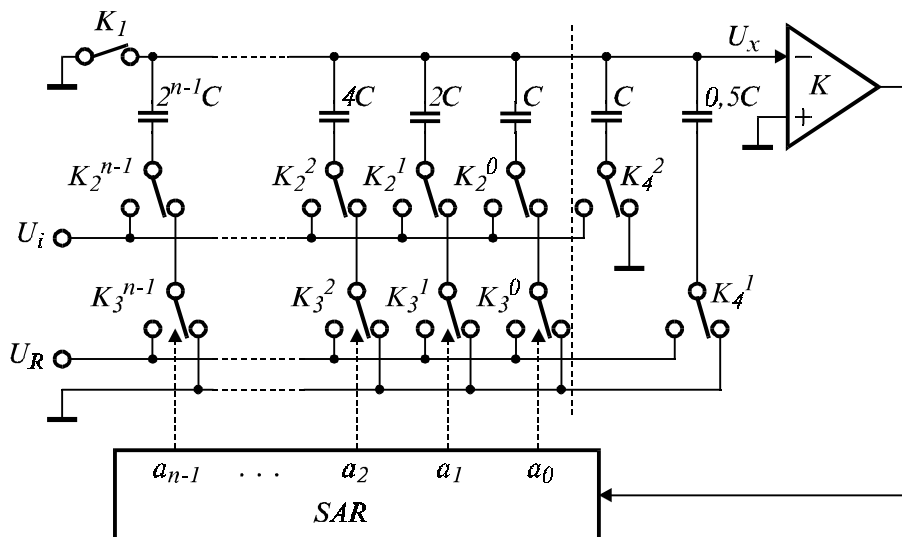 K₁
Uₓ
2ⁿ⁻¹C 4C 2C C C 0,5C
− K
+
K₂ⁿ⁻¹ K₂² K₂¹ K₂⁰ K₄²
Uᵢ
K₃ⁿ⁻¹ K₃² K₃¹ K₃⁰ K₄¹
U_R
aₙ₋₁ . . . a₂ a₁ a₀
SAR